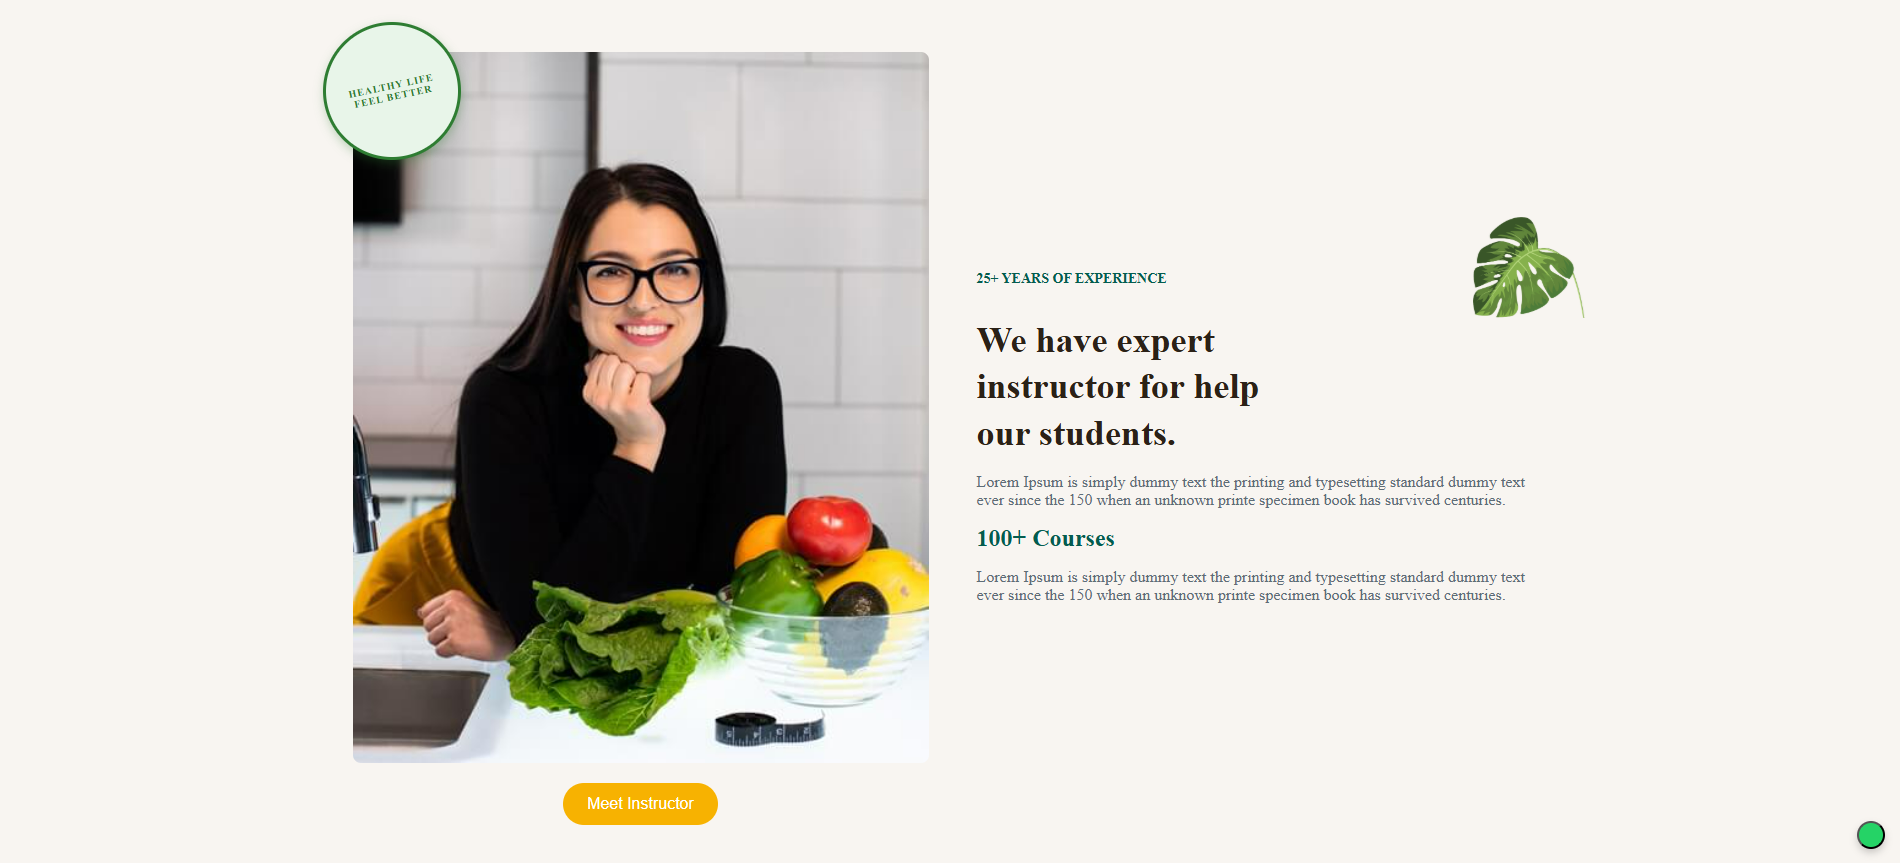 HEALTHY LIFE
FEEL BETTER
25+ YEARS OF EXPERIENCE
We have expert
instructor for help
our students.
Lorem Ipsum is simply dummy text the printing and typesetting standard dummy text
ever since the 150 when an unknown printe specimen book has survived centuries.
100+ Courses
Lorem Ipsum is simply dummy text the printing and typesetting standard dummy text
ever since the 150 when an unknown printe specimen book has survived centuries.
Meet Instructor